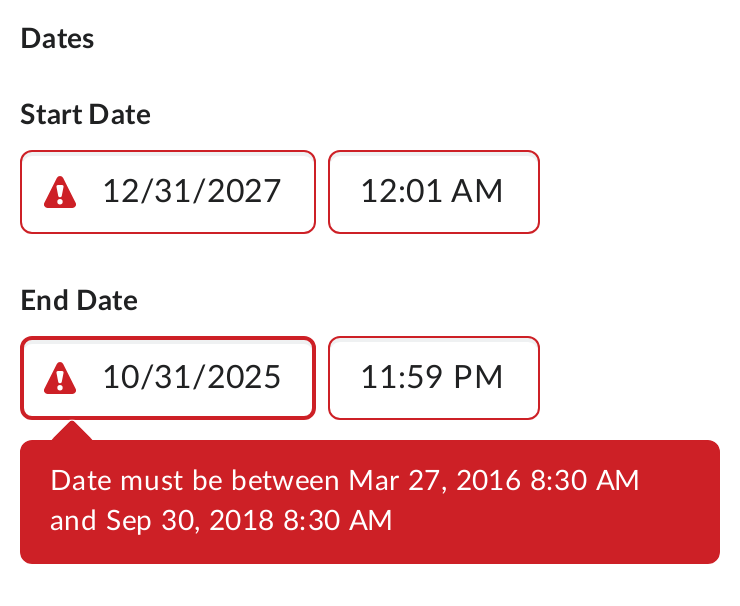 Dates
Start Date
12/31/2027 12:01 AM
End Date
10/31/2025 11:59 PM
Date must be between Mar 27, 2016 8:30 AM
and Sep 30, 2018 8:30 AM